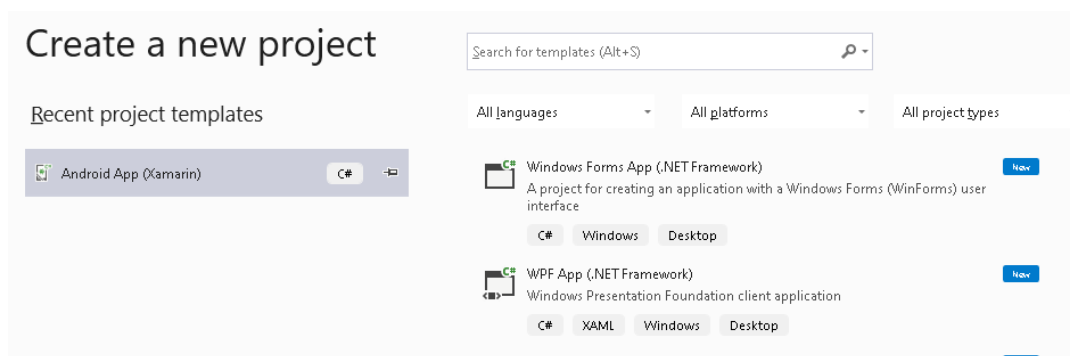 Create a new project
Search for templates (Alt+S)
Recent project templates
All languages
All platforms
All project types
Android App (Xamarin)
C#
C#
Windows Forms App (.NET Framework)
New
A project for creating an application with a Windows Forms (WinForms) user
interface
C#
Windows
Desktop
C#
WPF App (.NET Framework)
New
Windows Presentation Foundation client application
C#
XAML
Windows
Desktop